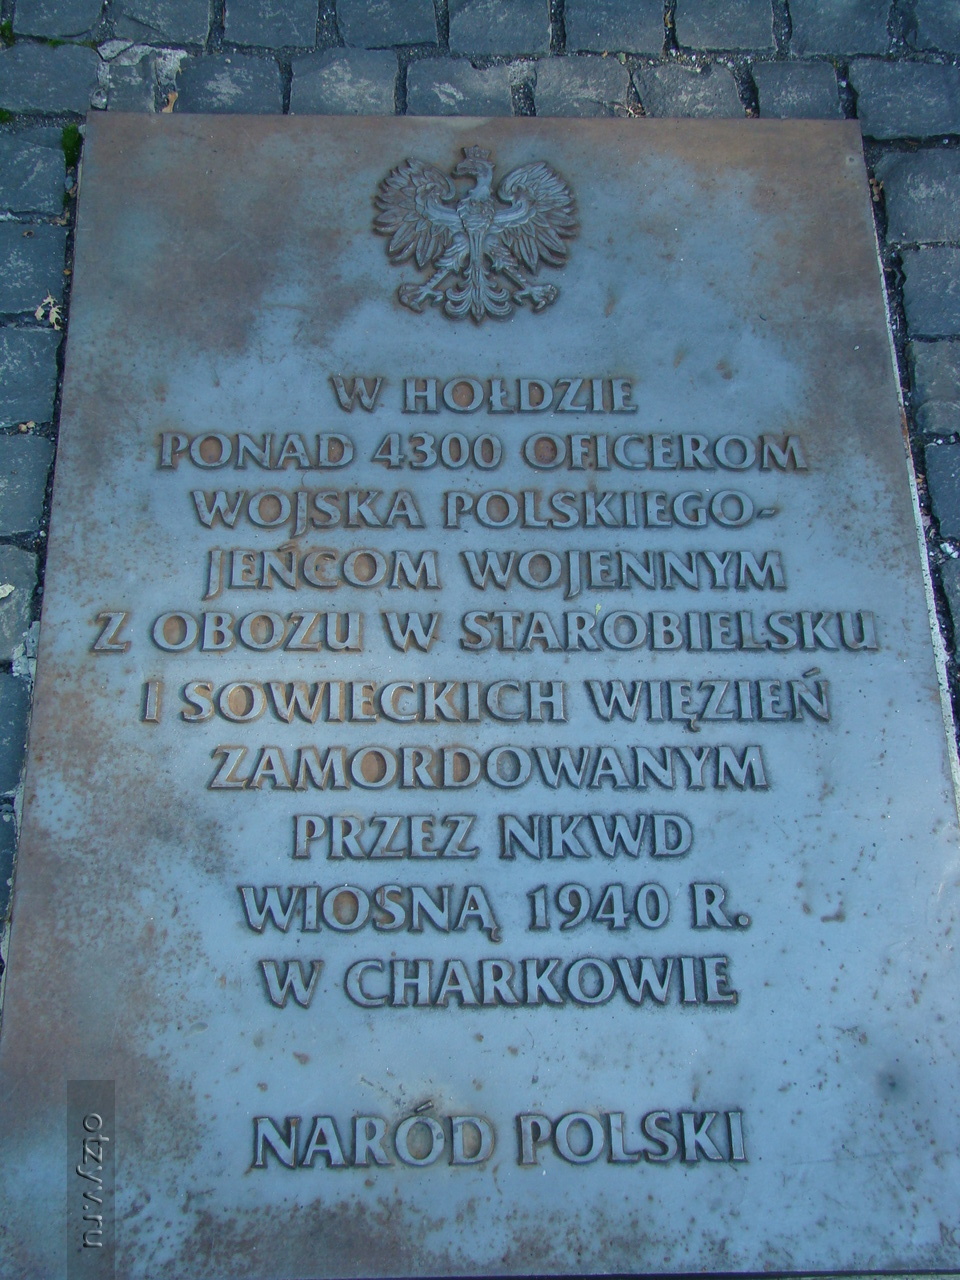 W HOŁDZIE
PONAD 4300 OFICEROM
WOJSKA POLSKIEGO-
JEŃCOM WOJENNYM
Z OBOZU W STAROBIELSKU
I SOWIECKICH WIĘZIEŃ
ZAMORDOWANYM
PRZEZ NKWD
WIOSNĄ 1940 R.
W CHARKOWIE
NARÓD POLSKI
otzyv.ru